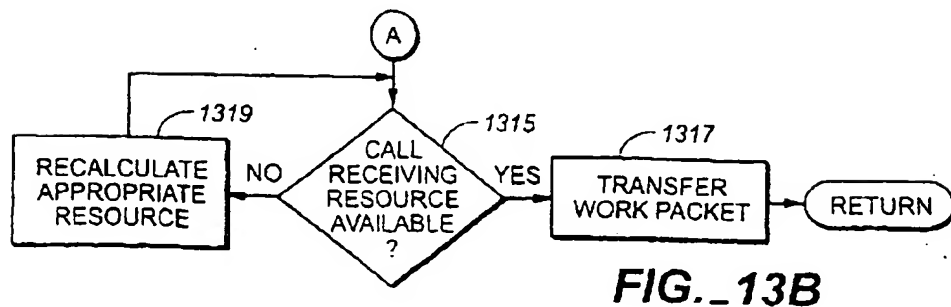 A
1319
RECALCULATE
APPROPRIATE
RESOURCE
NO
1315
CALL
RECEIVING
RESOURCE
AVAILABLE
?
YES
1317
TRANSFER
WORK PACKET
RETURN
FIG._13B